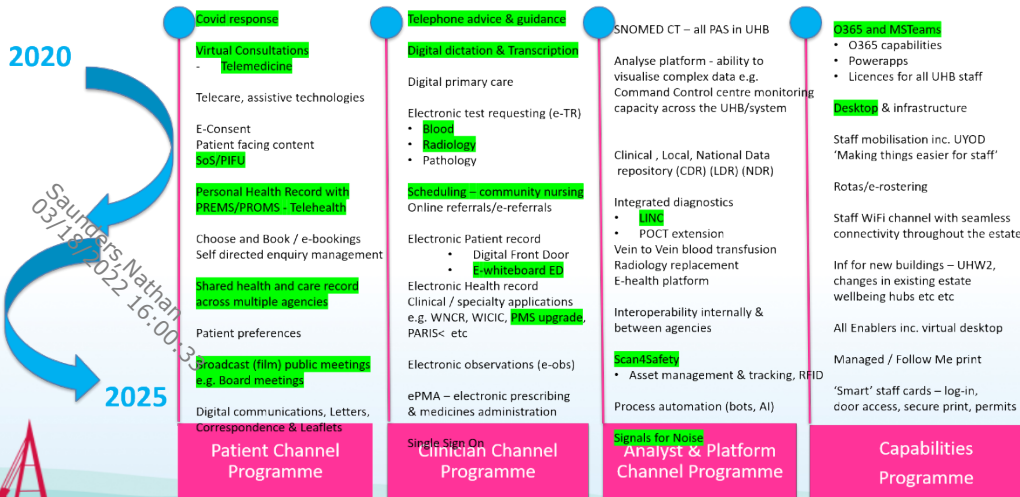 2020
2025
Saunders,Nathan
03/18/2022 16:00:33
Covid response
Virtual Consultations
- Telemedicine
Telecare, assistive technologies
E-Consent
Patient facing content
SoS/PIFU
Personal Health Record with
PREMS/PROMS - Telehealth
Choose and Book / e-bookings
Self directed enquiry management
Shared health and care record
across multiple agencies
Patient preferences
Broadcast (film) public meetings
e.g. Board meetings
Digital communications, Letters,
Correspondence & Leaflets
Patient Channel
Programme
Telephone advice & guidance
Digital dictation & Transcription
Digital primary care
Electronic test requesting (e-TR)
• Blood
• Radiology
• Pathology
Scheduling – community nursing
Online referrals/e-referrals
Electronic Patient record
• Digital Front Door
• E-whiteboard ED
Electronic Health record
Clinical / specialty applications
e.g. WNCR, WICIC, PMS upgrade,
PARIS< etc
Electronic observations (e-obs)
ePMA – electronic prescribing
& medicines administration
Single Sign On
Clinician Channel
Programme
SNOMED CT – all PAS in UHB
Analyse platform - ability to
visualise complex data e.g.
Command Control centre monitoring
capacity across the UHB/system
Clinical , Local, National Data
repository (CDR) (LDR) (NDR)
Integrated diagnostics
• LINC
• POCT extension
Vein to Vein blood transfusion
Radiology replacement
E-health platform
Interoperability internally &
between agencies
Scan4Safety
• Asset management & tracking, RFID
Process automation (bots, AI)
Signals for Noise
Analyst & Platform
Channel Programme
O365 and MSTeams
• O365 capabilities
• Powerapps
• Licences for all UHB staff
Desktop & infrastructure
Staff mobilisation inc. UYOD
‘Making things easier for staff’
Rotas/e-rostering
Staff WiFi channel with seamless
connectivity throughout the estate
Inf for new buildings – UHW2,
changes in existing estate
wellbeing hubs etc etc
All Enablers inc. virtual desktop
Managed / Follow Me print
‘Smart’ staff cards – log-in,
door access, secure print, permits
Capabilities
Programme